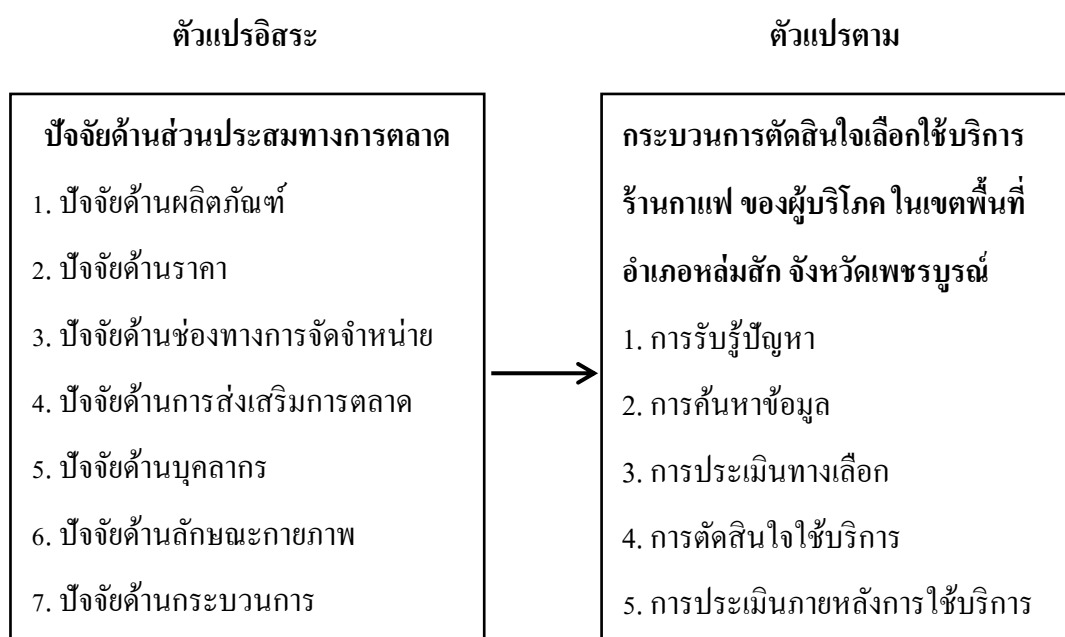 ตัวแปรอิสระ
ตัวแปรตาม
ปัจจัยด้านส่วนประสมทางการตลาด
1. ปัจจัยด้านผลิตภัณฑ์
2. ปัจจัยด้านราคา
3. ปัจจัยด้านช่องทางการจัดจำหน่าย
4. ปัจจัยด้านการส่งเสริมการตลาด
5. ปัจจัยด้านบุคลากร
6. ปัจจัยด้านลักษณะกายภาพ
7. ปัจจัยด้านกระบวนการ
กระบวนการตัดสินใจเลือกใช้บริการ
ร้านกาแฟ ของผู้บริโภค ในเขตพื้นที่
อำเภอหล่มสัก จังหวัดเพชรบูรณ์
1. การรับรู้ปัญหา
2. การค้นหาข้อมูล
3. การประเมินทางเลือก
4. การตัดสินใจใช้บริการ
5. การประเมินภายหลังการใช้บริการ